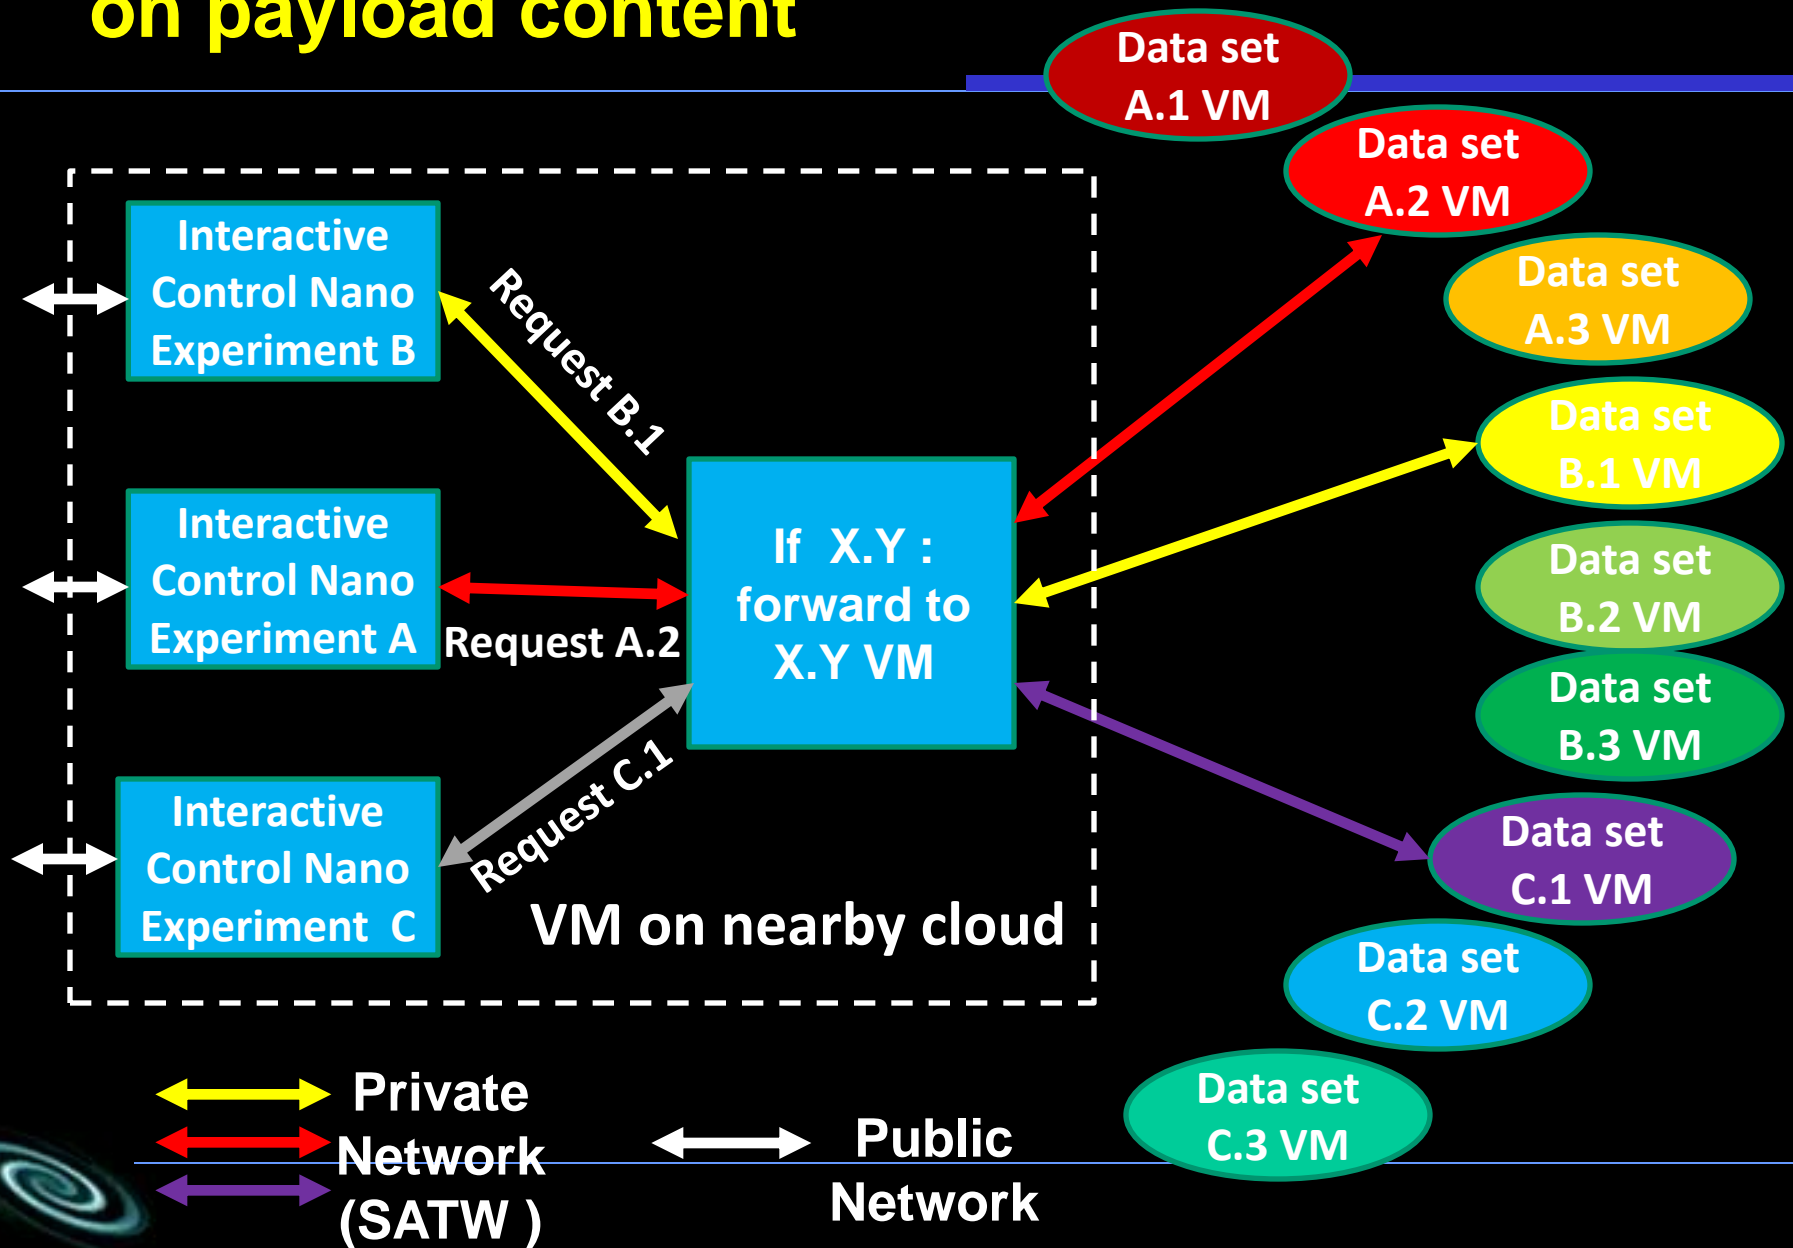 on payload content
Data set
A.1 VM
Data set
A.2 VM
Data set
A.3 VM
Data set
B.1 VM
Data set
B.2 VM
Data set
B.3 VM
Data set
C.1 VM
Data set
C.2 VM
Data set
C.3 VM
Interactive
Control Nano
Experiment B
Request B.1
Interactive
Control Nano
Experiment A
Request A.2
If X.Y :
forward to
X.Y VM
Interactive
Control Nano
Experiment C
Request C.1
VM on nearby cloud
Private
Network
(SATW )
Public
Network